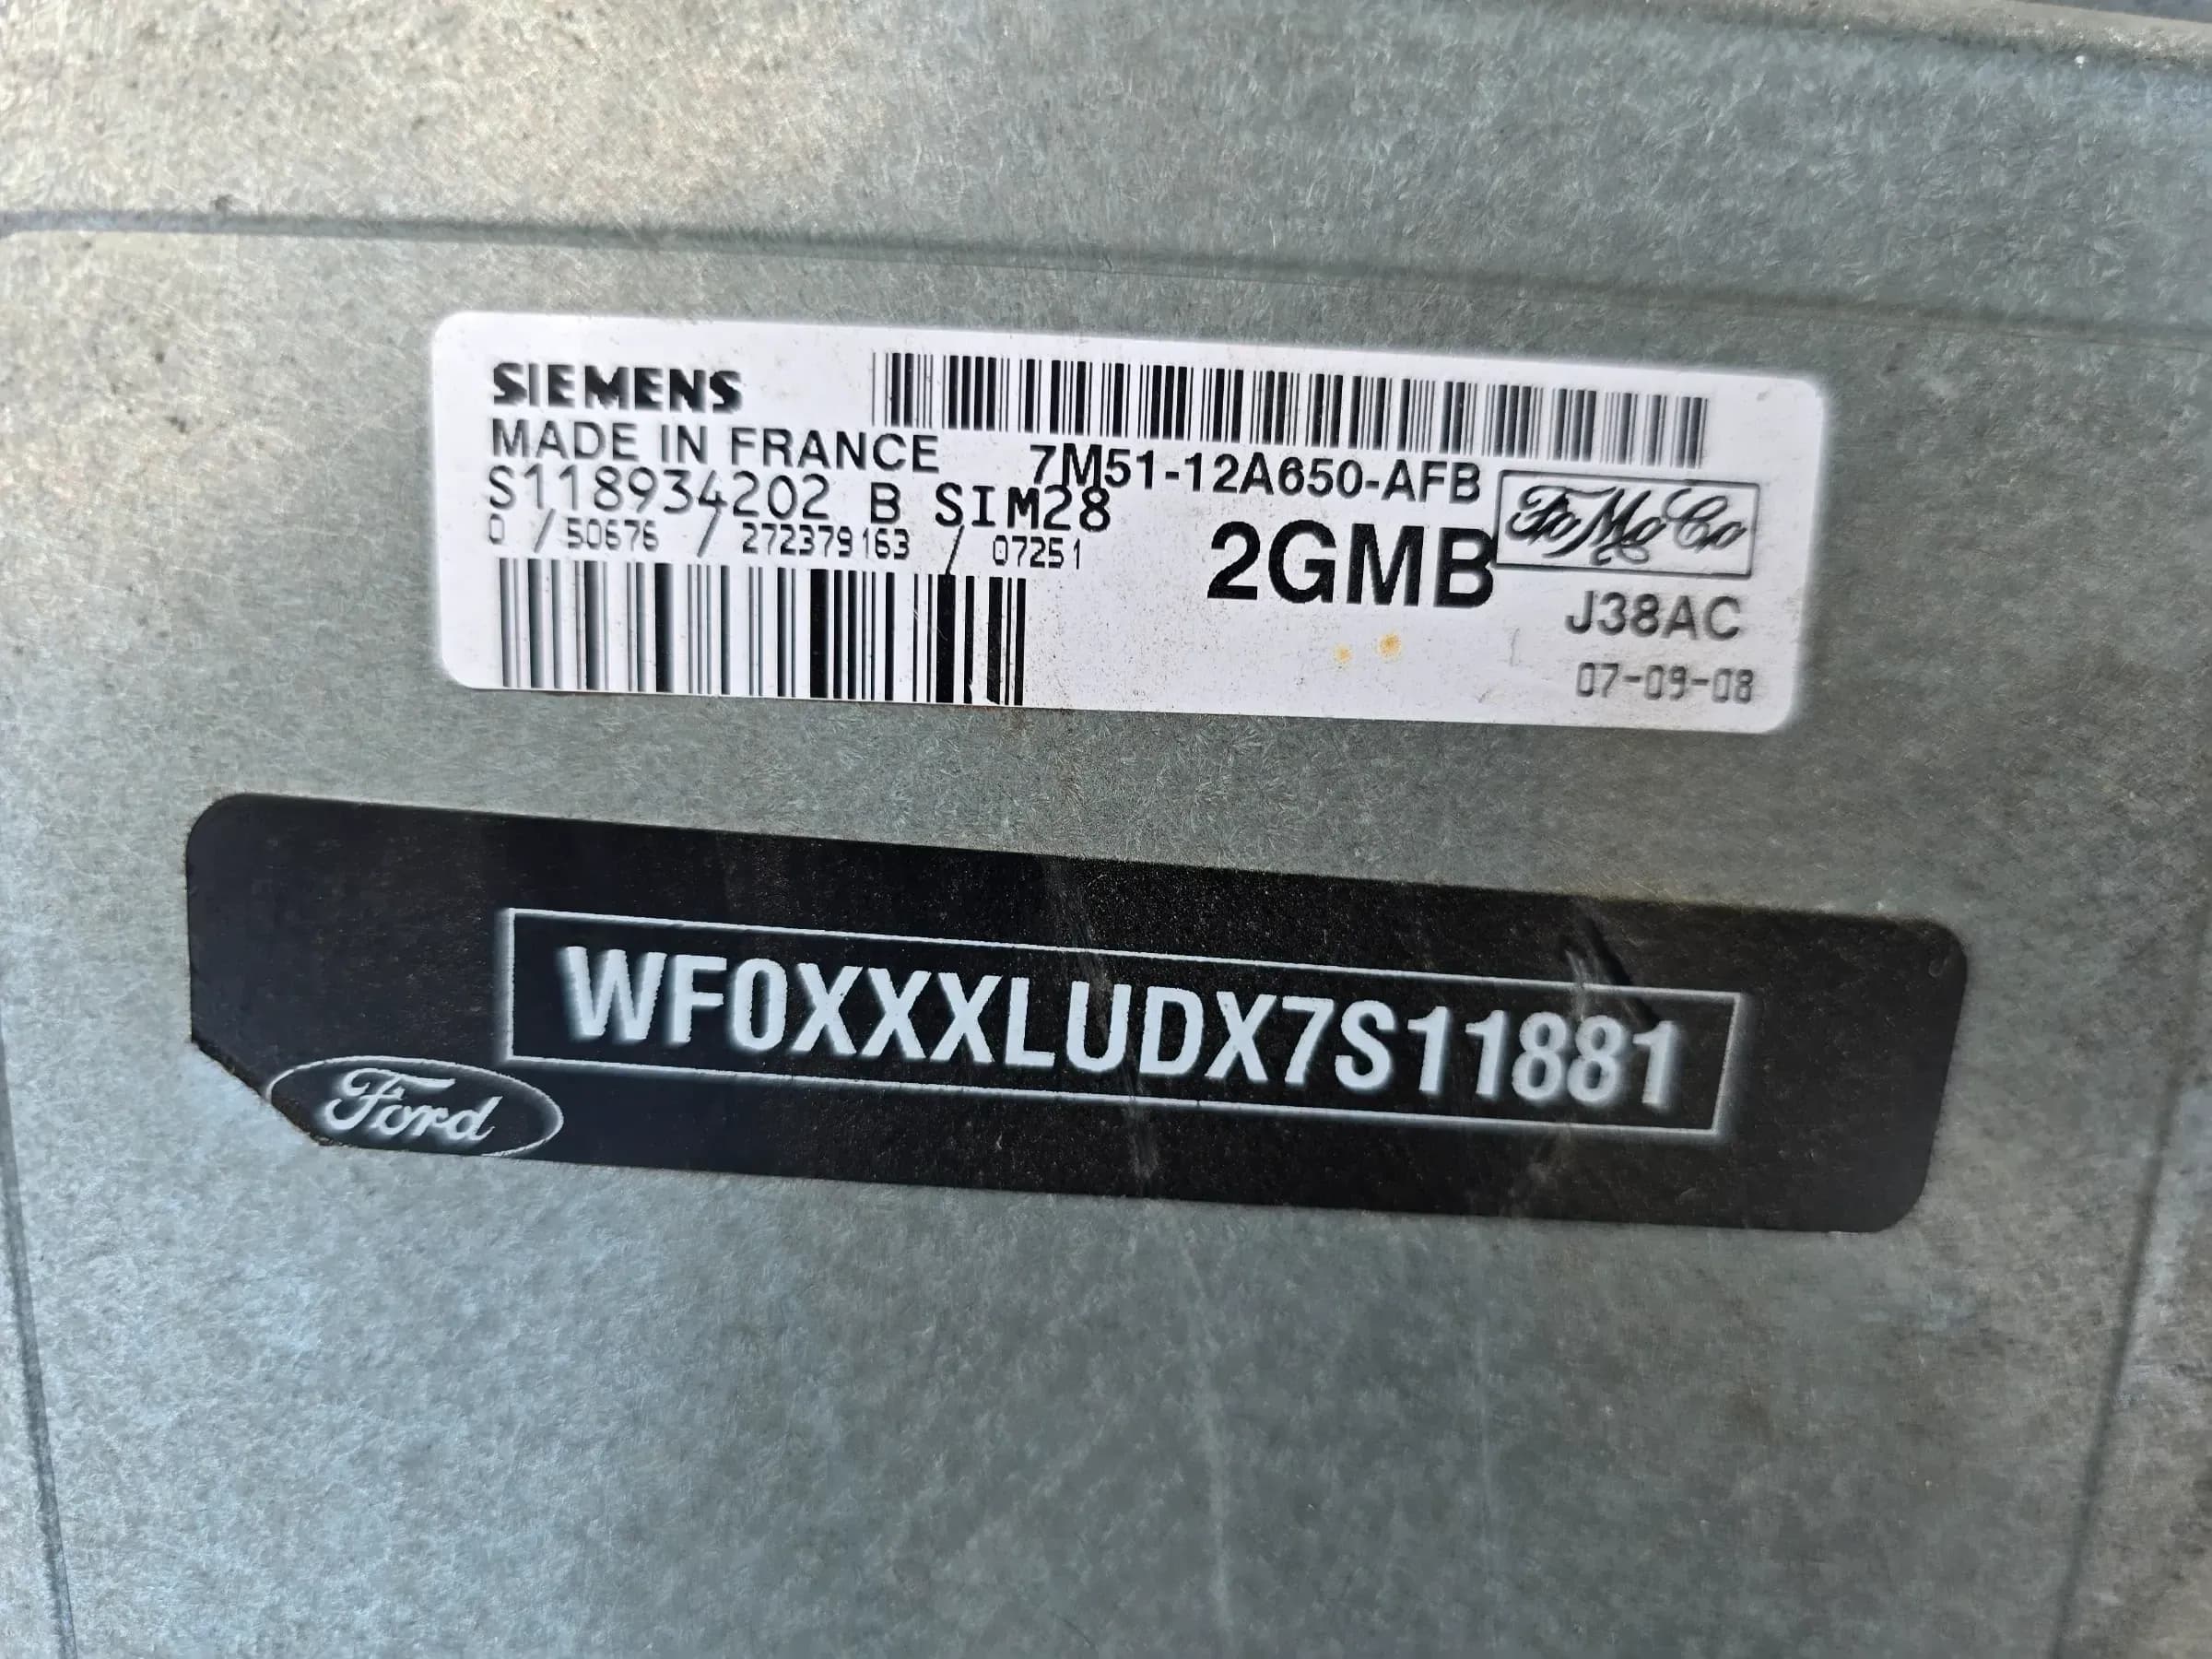 SIEMENS
MADE IN FRANCE
7M51-12A650-AFB
S118934202 B SIM28
FoMoCo
0 / 50676 / 272379163 / 07251
2GMB
J38AC
07-09-08
WF0XXXLUDX7S11881
Ford